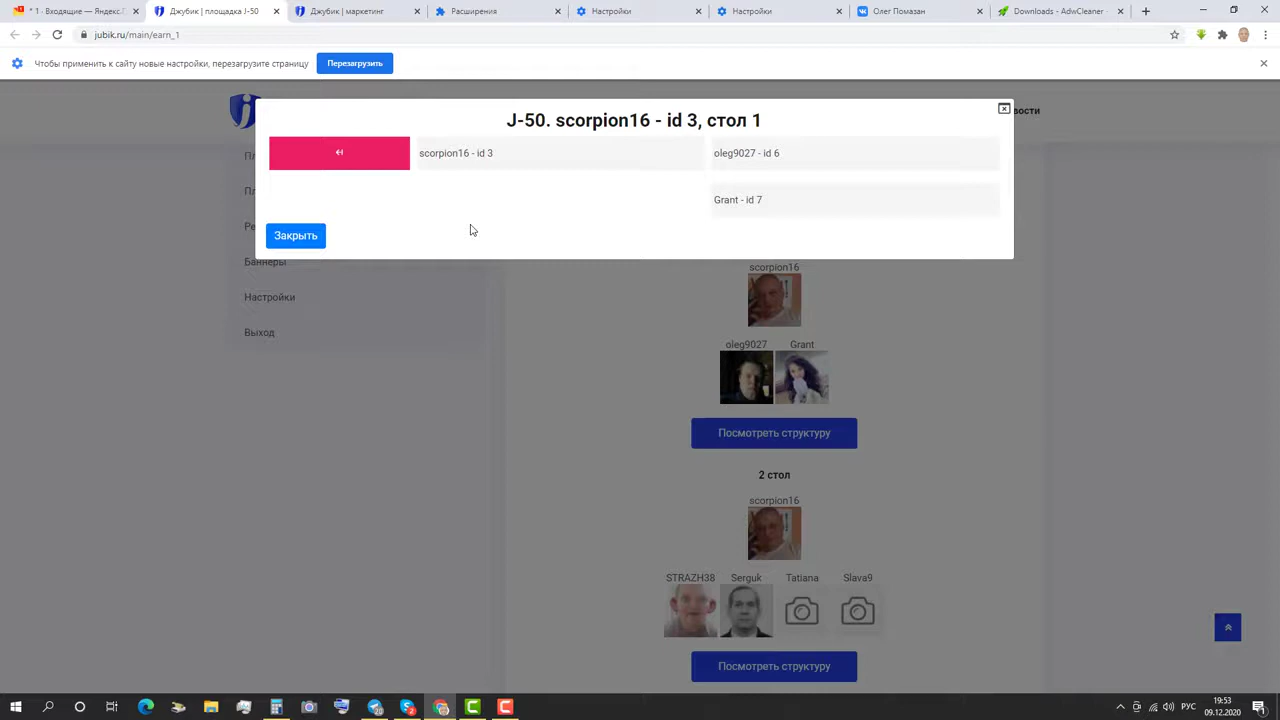 * 1 - Входящие — Яндекс.П
Джубик | площадка J-50
Джубик | маркетинг
Расширения
Настройки
Настройки
Олег Помазан
Downloads - AdwCleaner -
jubik.ru/main/earn_1
Чтобы применить к сайту новые настройки, перезагрузите страницу
Перезагрузить
вости
J-50. scorpion16 - id 3, стол 1
scorpion16 - id 3
oleg9027 - id 6
Grant - id 7
Закрыть
Пл
Пл
Ре
Баннеры
Настройки
Выход
scorpion16
oleg9027
Grant
Посмотреть структуру
2 стол
scorpion16
STRAZH38
Serguk
Tatiana
Slava9
Посмотреть структуру
РУС
19:53
09.12.2020